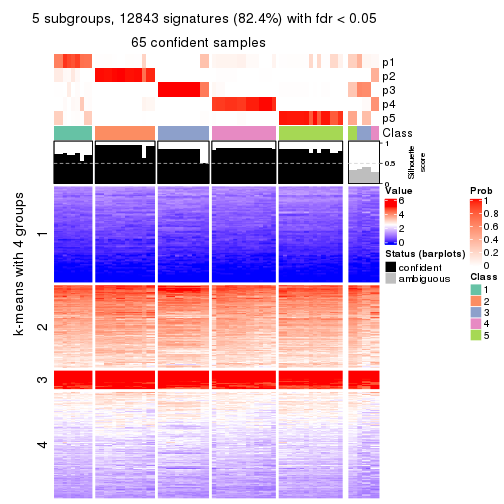 5 subgroups, 12843 signatures (82.4%) with fdr < 0.05
65 confident samples
p1
p2
p3
p4
p5
Class
1
0.5
0
Silhouette
score
k-means with 4 groups
1
2
3
4
Value
6
4
2
0
Status (barplots)
confident
ambiguous
Prob
1
0.8
0.6
0.4
0.2
0
Class
1
2
3
4
5